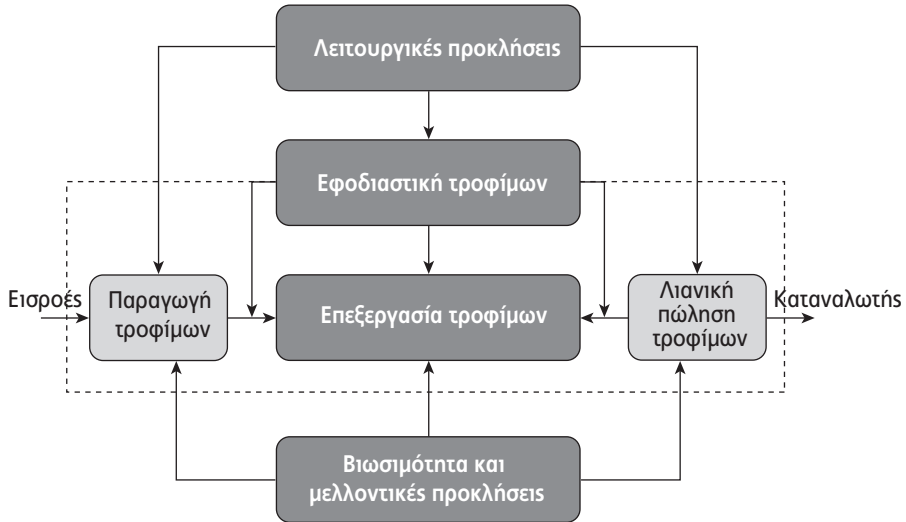 Λειτουργικές προκλήσεις
Εφοδιαστική τροφίμων
Εισροές
Παραγωγή
τροφίμων
Επεξεργασία τροφίμων
Λιανική
πώληση
τροφίμων
Καταναλωτής
Βιωσιμότητα και
μελλοντικές προκλήσεις